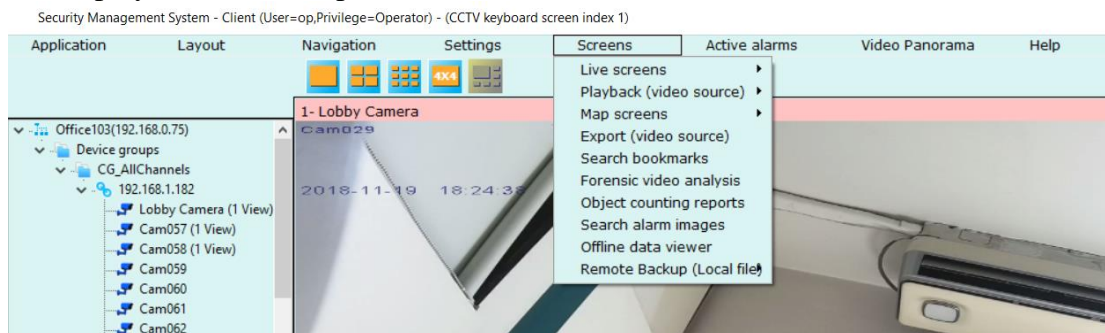 Security Management System - Client (User=op,Privilege=Operator) - (CCTV keyboard screen index 1)
Application Layout Navigation Settings Screens Active alarms Video Panorama Help
4X4
Live screens
Playback (video source)
Map screens
Export (video source)
Search bookmarks
Forensic video analysis
Object counting reports
Search alarm images
Offline data viewer
Remote Backup (Local file)
1- Lobby Camera
Cam029
2018-11-19 18:24:38
Office103(192.168.0.75)
Device groups
CG_AllChannels
192.168.1.182
Lobby Camera (1 View)
Cam057 (1 View)
Cam058 (1 View)
Cam059
Cam060
Cam061
Cam062